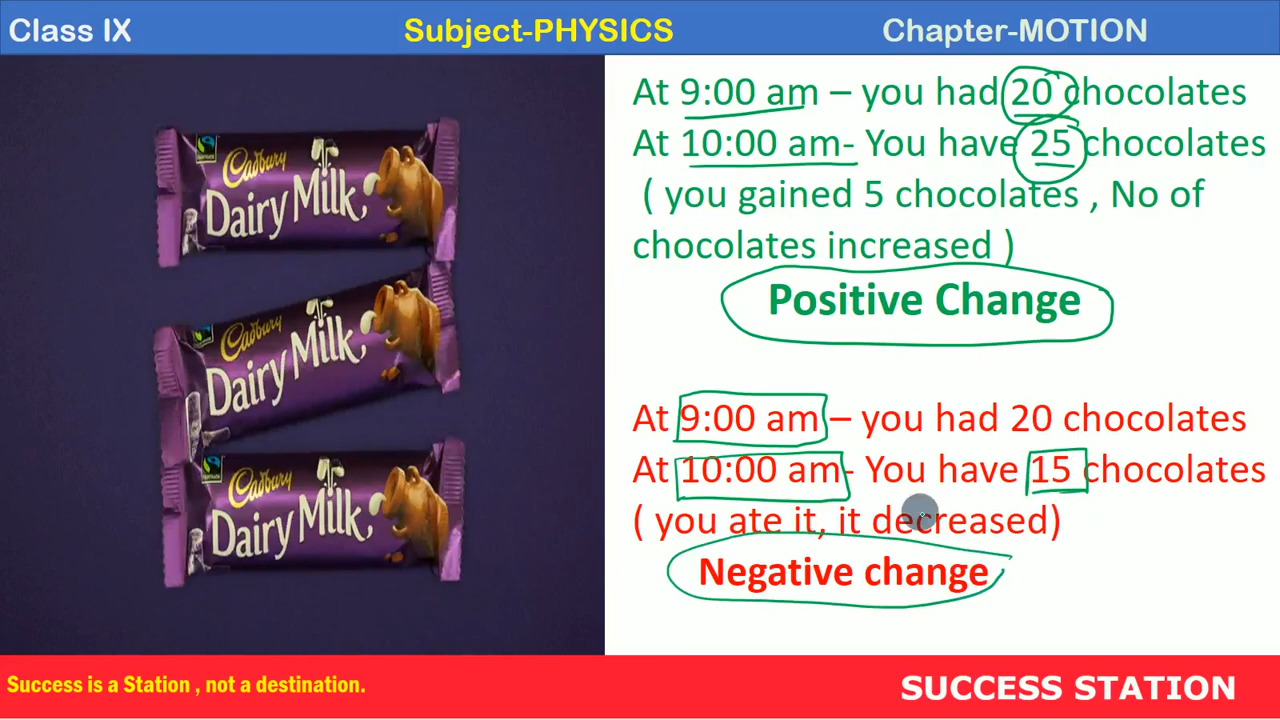 Class IX
Subject-PHYSICS
Chapter-MOTION
At 9:00 am – you had 20 chocolates
At 10:00 am- You have 25 chocolates
( you gained 5 chocolates , No of
chocolates increased )
Positive Change
At 9:00 am – you had 20 chocolates
At 10:00 am- You have 15 chocolates
( you ate it, it decreased)
Negative change
Cadbury
Dairy Milk
Cadbury
Dairy Milk
Cadbury
Dairy Milk
Success is a Station , not a destination.
SUCCESS STATION